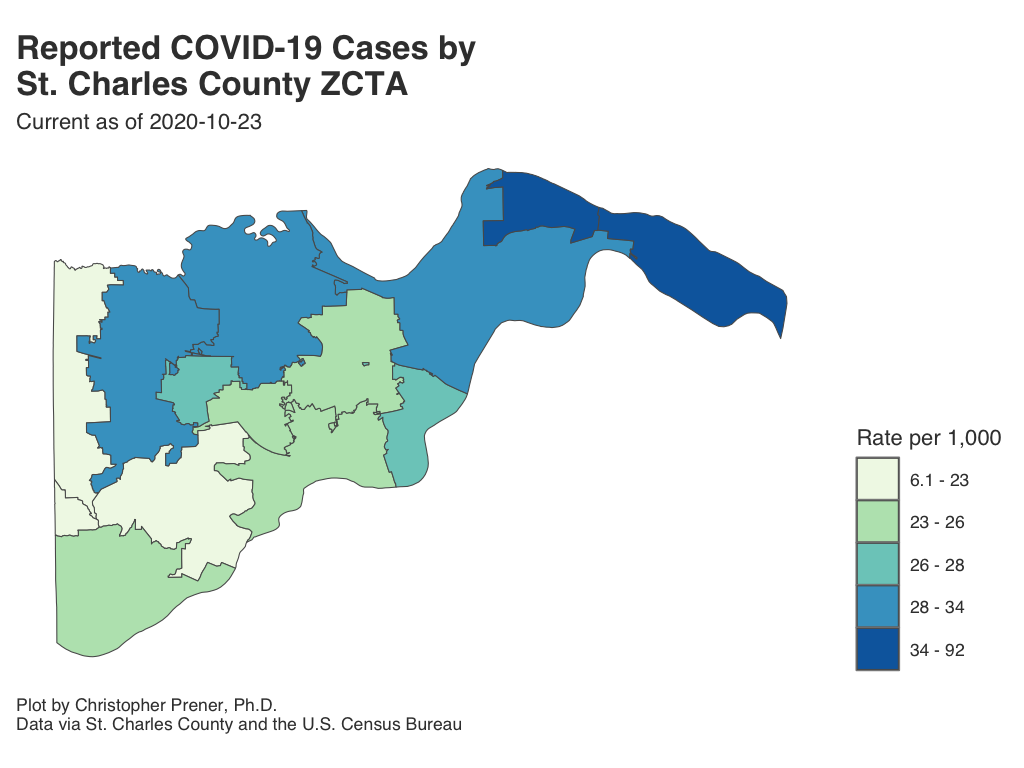 Reported COVID-19 Cases by
St. Charles County ZCTA
Current as of 2020-10-23
Rate per 1,000
6.1 - 23
23 - 26
26 - 28
28 - 34
34 - 92
Plot by Christopher Prener, Ph.D.
Data via St. Charles County and the U.S. Census Bureau